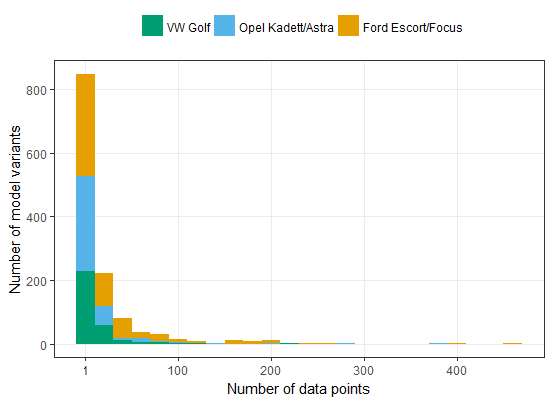 VW Golf Opel Kadett/Astra Ford Escort/Focus
Number of model variants
800
600
400
200
0
1 100 200 300 400
Number of data points